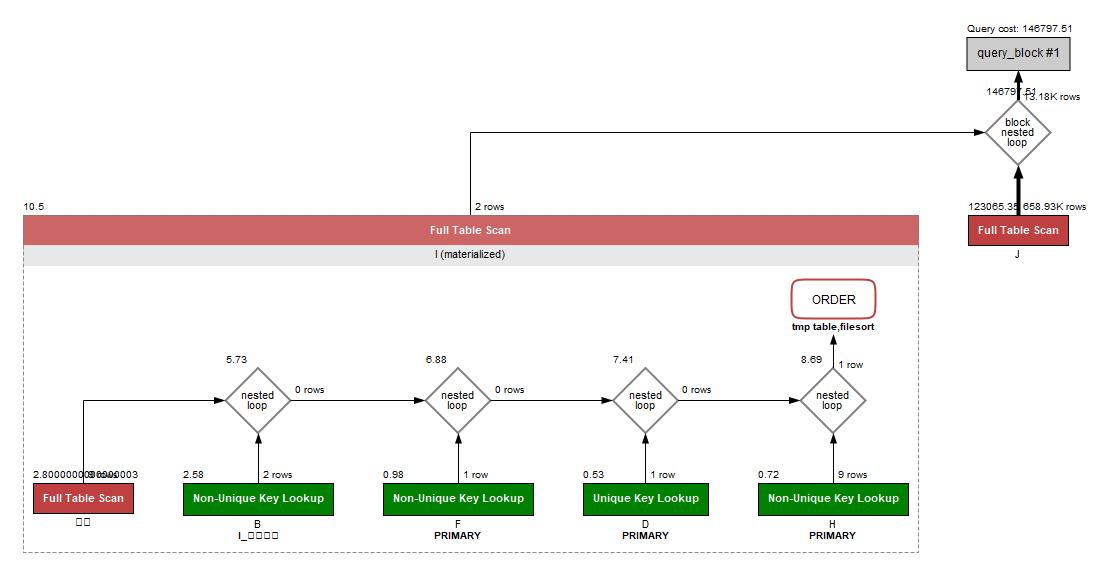 Query cost: 146797.51
query_block #1
146797.51
13.18K rows
block
nested
loop
10.5
2 rows
123065.35
658.93K rows
Full Table Scan
Full Table Scan
I (materialized)
J
ORDER
tmp table,filesort
5.73
6.88
7.41
8.69
1 row
nested
loop
0 rows
nested
loop
0 rows
nested
loop
0 rows
nested
loop
2.8000000000000003
2.58
2 rows
0.98
1 row
0.53
1 row
0.72
9 rows
Full Table Scan
Non-Unique Key Lookup
Non-Unique Key Lookup
Unique Key Lookup
Non-Unique Key Lookup
B
F
D
H
I_
PRIMARY
PRIMARY
PRIMARY